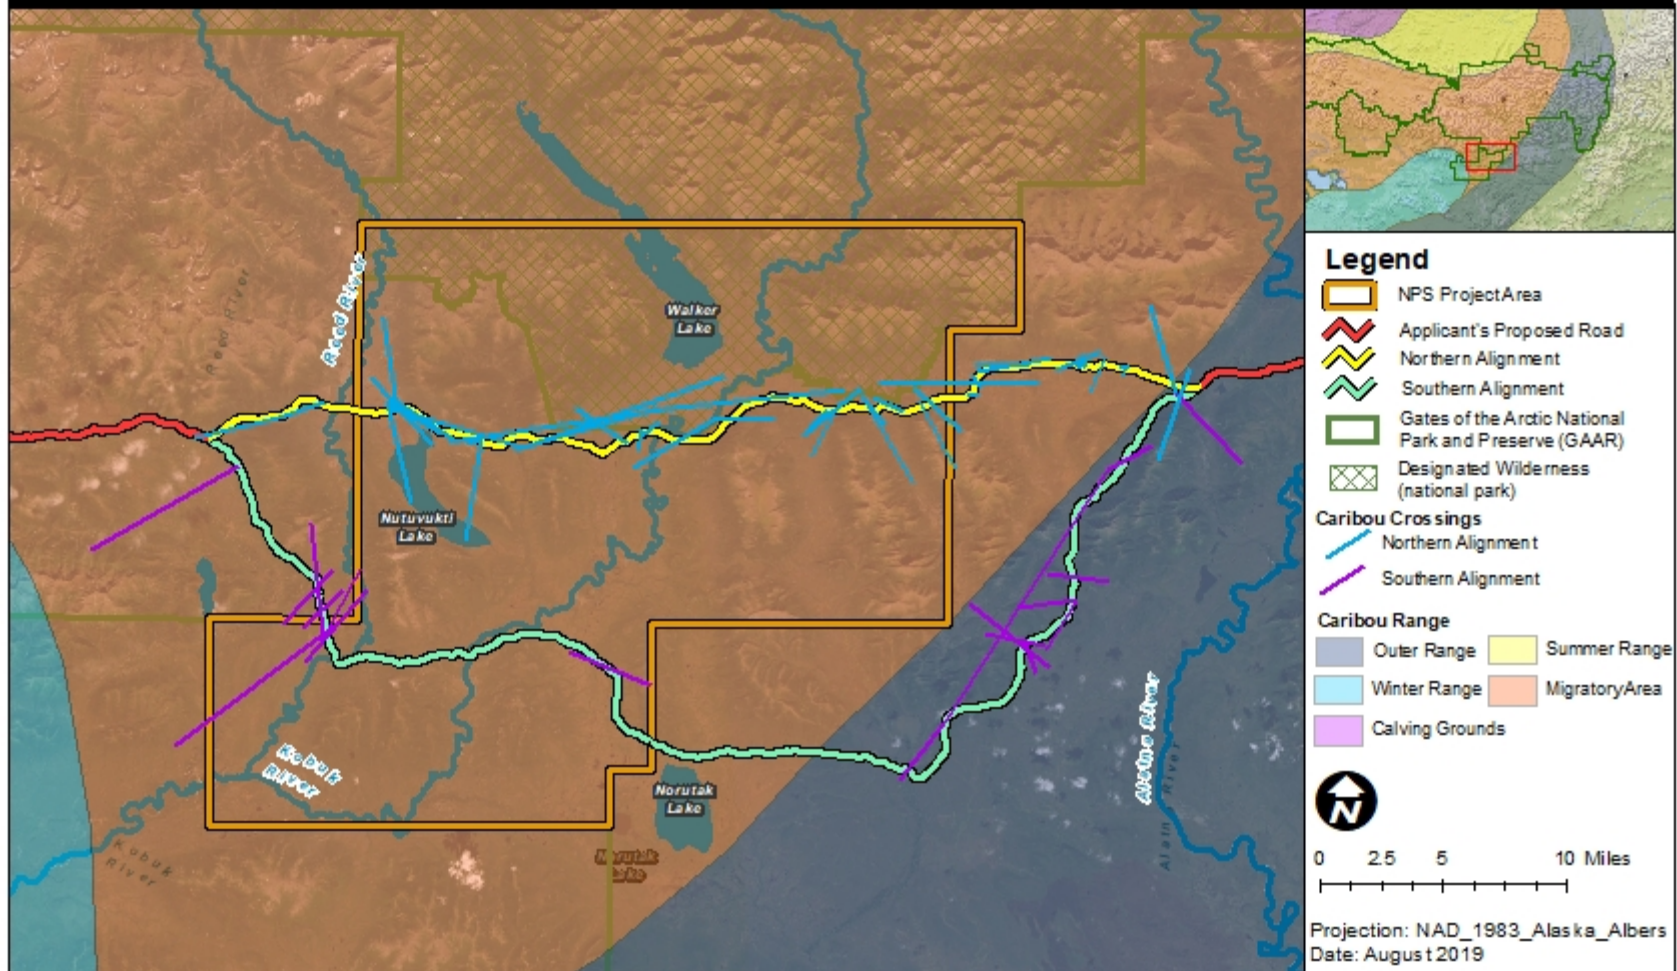 Reed River
Reed River
Walker
Lake
Nutuvukti
Lake
Kobuk
River
Kobuk
River
Norutak
Lake
Norutak
Lake
Alatna River
Legend
NPS Project Area
Applicant's Proposed Road
Northern Alignment
Southern Alignment
Gates of the Arctic National
Park and Preserve (GAAR)
Designated Wilderness
(national park)
Caribou Crossings
Northern Alignment
Southern Alignment
Caribou Range
Outer Range
Summer Range
Winter Range
Migratory Area
Calving Grounds
N
0 2.5 5 10 Miles
Projection: NAD_1983_Alaska_Albers
Date: August 2019